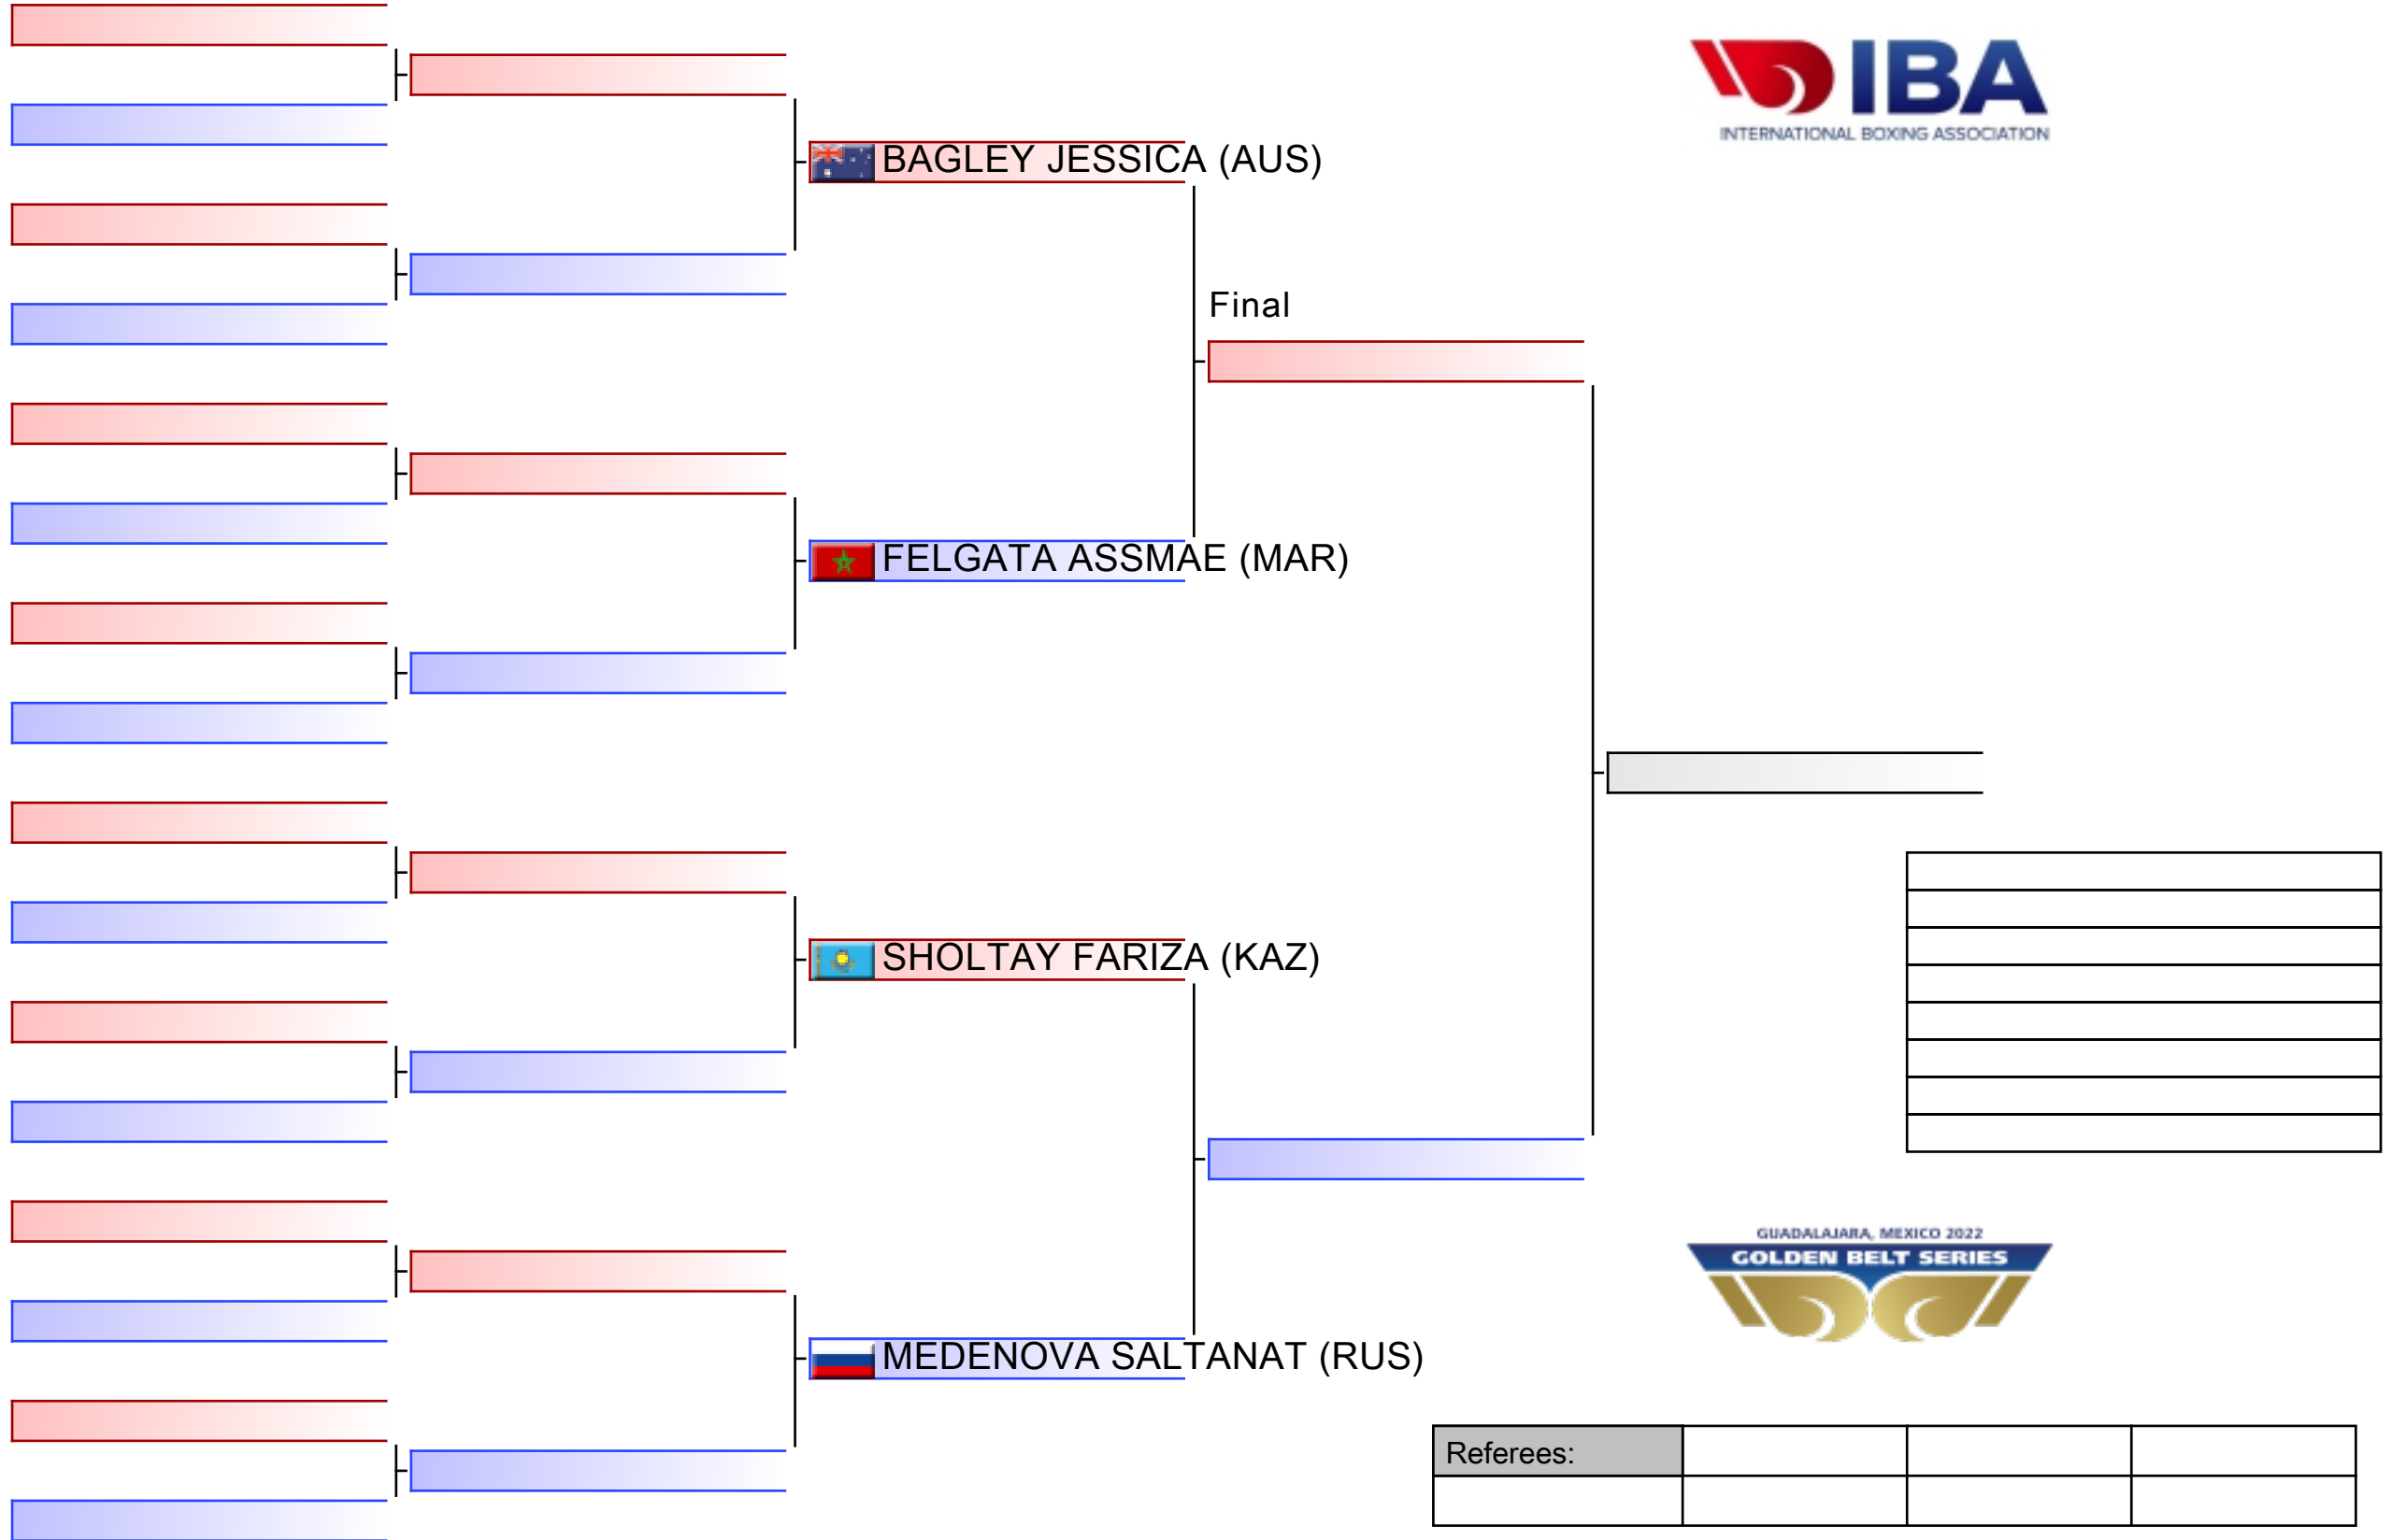 IBA
INTERNATIONAL BOXING ASSOCIATION
BAGLEY JESSICA (AUS)
Final
FELGATA ASSMAE (MAR)
SHOLTAY FARIZA (KAZ)
GUADALAJARA, MEXICO 2022
GOLDEN BELT SERIES
MEDENOVA SALTANAT (RUS)
Referees: